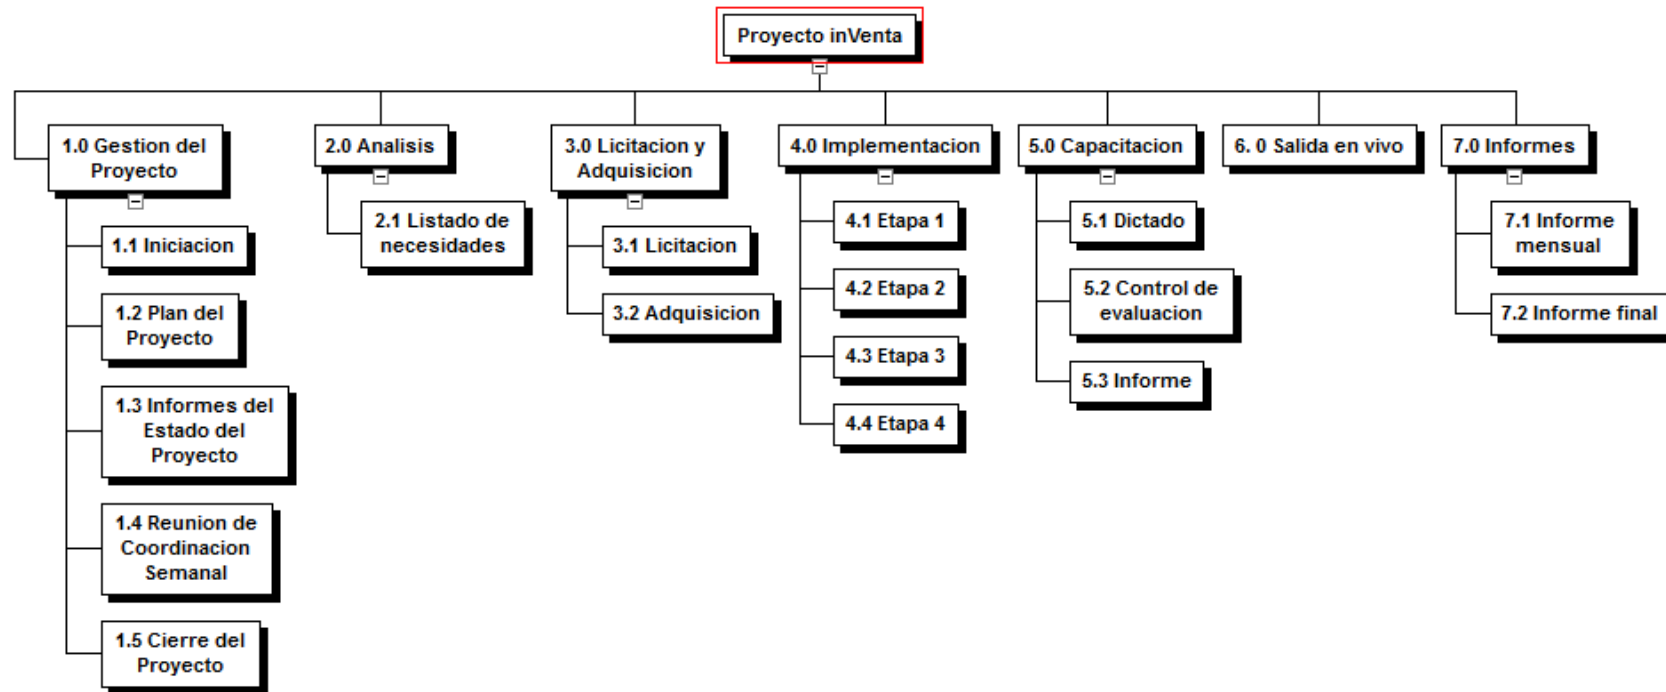 Proyecto inVenta
1.0 Gestion del
Proyecto
1.1 Iniciacion
1.2 Plan del
Proyecto
1.3 Informes del
Estado del
Proyecto
1.4 Reunion de
Coordinacion
Semanal
1.5 Cierre del
Proyecto
2.0 Analisis
2.1 Listado de
necesidades
3.0 Licitacion y
Adquisicion
3.1 Licitacion
3.2 Adquisicion
4.0 Implementacion
4.1 Etapa 1
4.2 Etapa 2
4.3 Etapa 3
4.4 Etapa 4
5.0 Capacitacion
5.1 Dictado
5.2 Control de
evaluacion
5.3 Informe
6. 0 Salida en vivo
7.0 Informes
7.1 Informe
mensual
7.2 Informe final